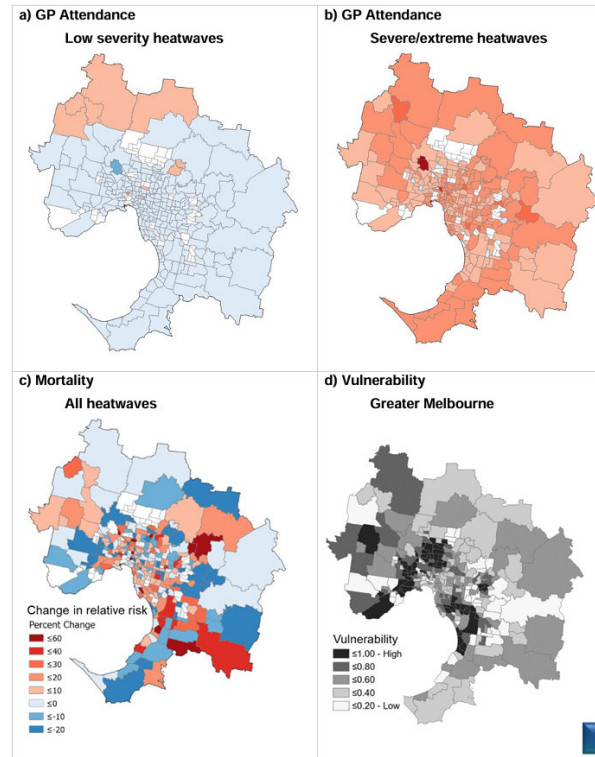 a) GP Attendance
Low severity heatwaves
b) GP Attendance
Severe/extreme heatwaves
c) Mortality
All heatwaves
Change in relative risk
Percent Change
≤60
≤40
≤30
≤20
≤10
≤0
≤-10
≤-20
d) Vulnerability
Greater Melbourne
Vulnerability
≤1.00 - High
≤0.80
≤0.60
≤0.40
≤0.20 - Low